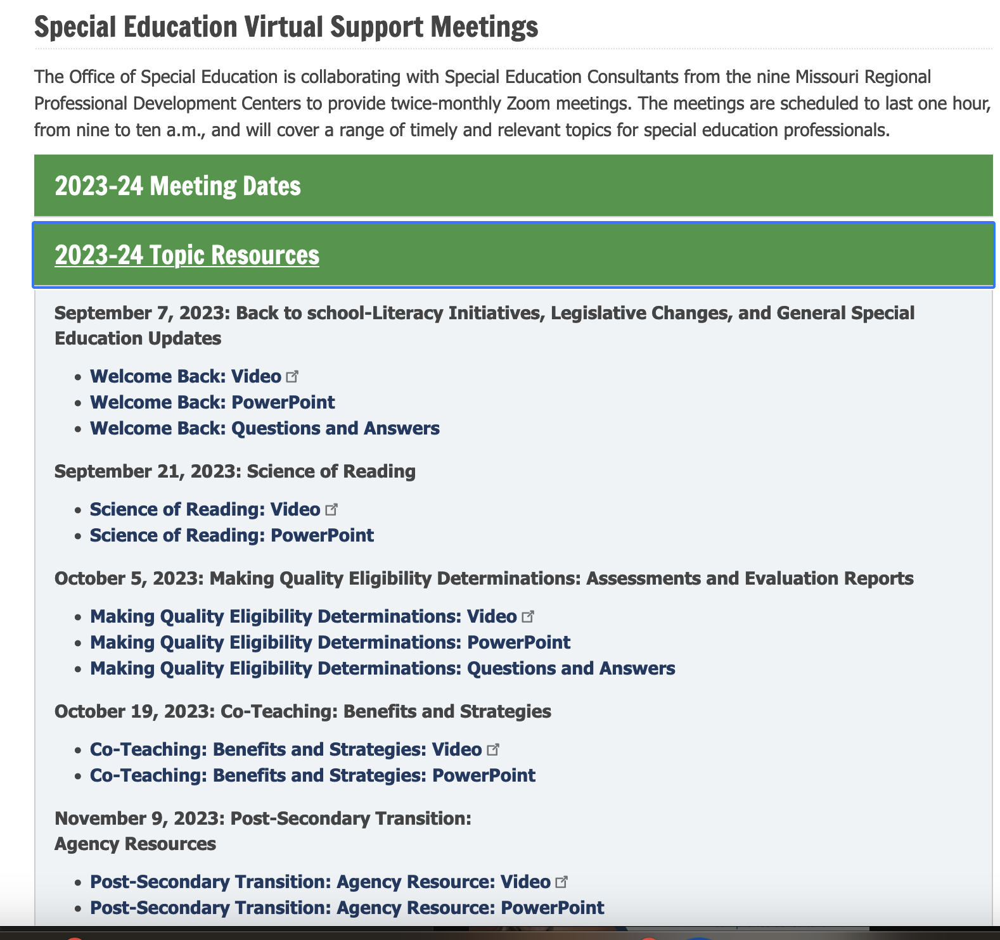 Special Education Virtual Support Meetings
The Office of Special Education is collaborating with Special Education Consultants from the nine Missouri Regional
Professional Development Centers to provide twice-monthly Zoom meetings. The meetings are scheduled to last one hour,
from nine to ten a.m., and will cover a range of timely and relevant topics for special education professionals.
2023-24 Meeting Dates
2023-24 Topic Resources
September 7, 2023: Back to school-Literacy Initiatives, Legislative Changes, and General Special
Education Updates
• Welcome Back: Video
• Welcome Back: PowerPoint
• Welcome Back: Questions and Answers
September 21, 2023: Science of Reading
• Science of Reading: Video
• Science of Reading: PowerPoint
October 5, 2023: Making Quality Eligibility Determinations: Assessments and Evaluation Reports
• Making Quality Eligibility Determinations: Video
• Making Quality Eligibility Determinations: PowerPoint
• Making Quality Eligibility Determinations: Questions and Answers
October 19, 2023: Co-Teaching: Benefits and Strategies
• Co-Teaching: Benefits and Strategies: Video
• Co-Teaching: Benefits and Strategies: PowerPoint
November 9, 2023: Post-Secondary Transition:
Agency Resources
• Post-Secondary Transition: Agency Resource: Video
• Post-Secondary Transition: Agency Resource: PowerPoint